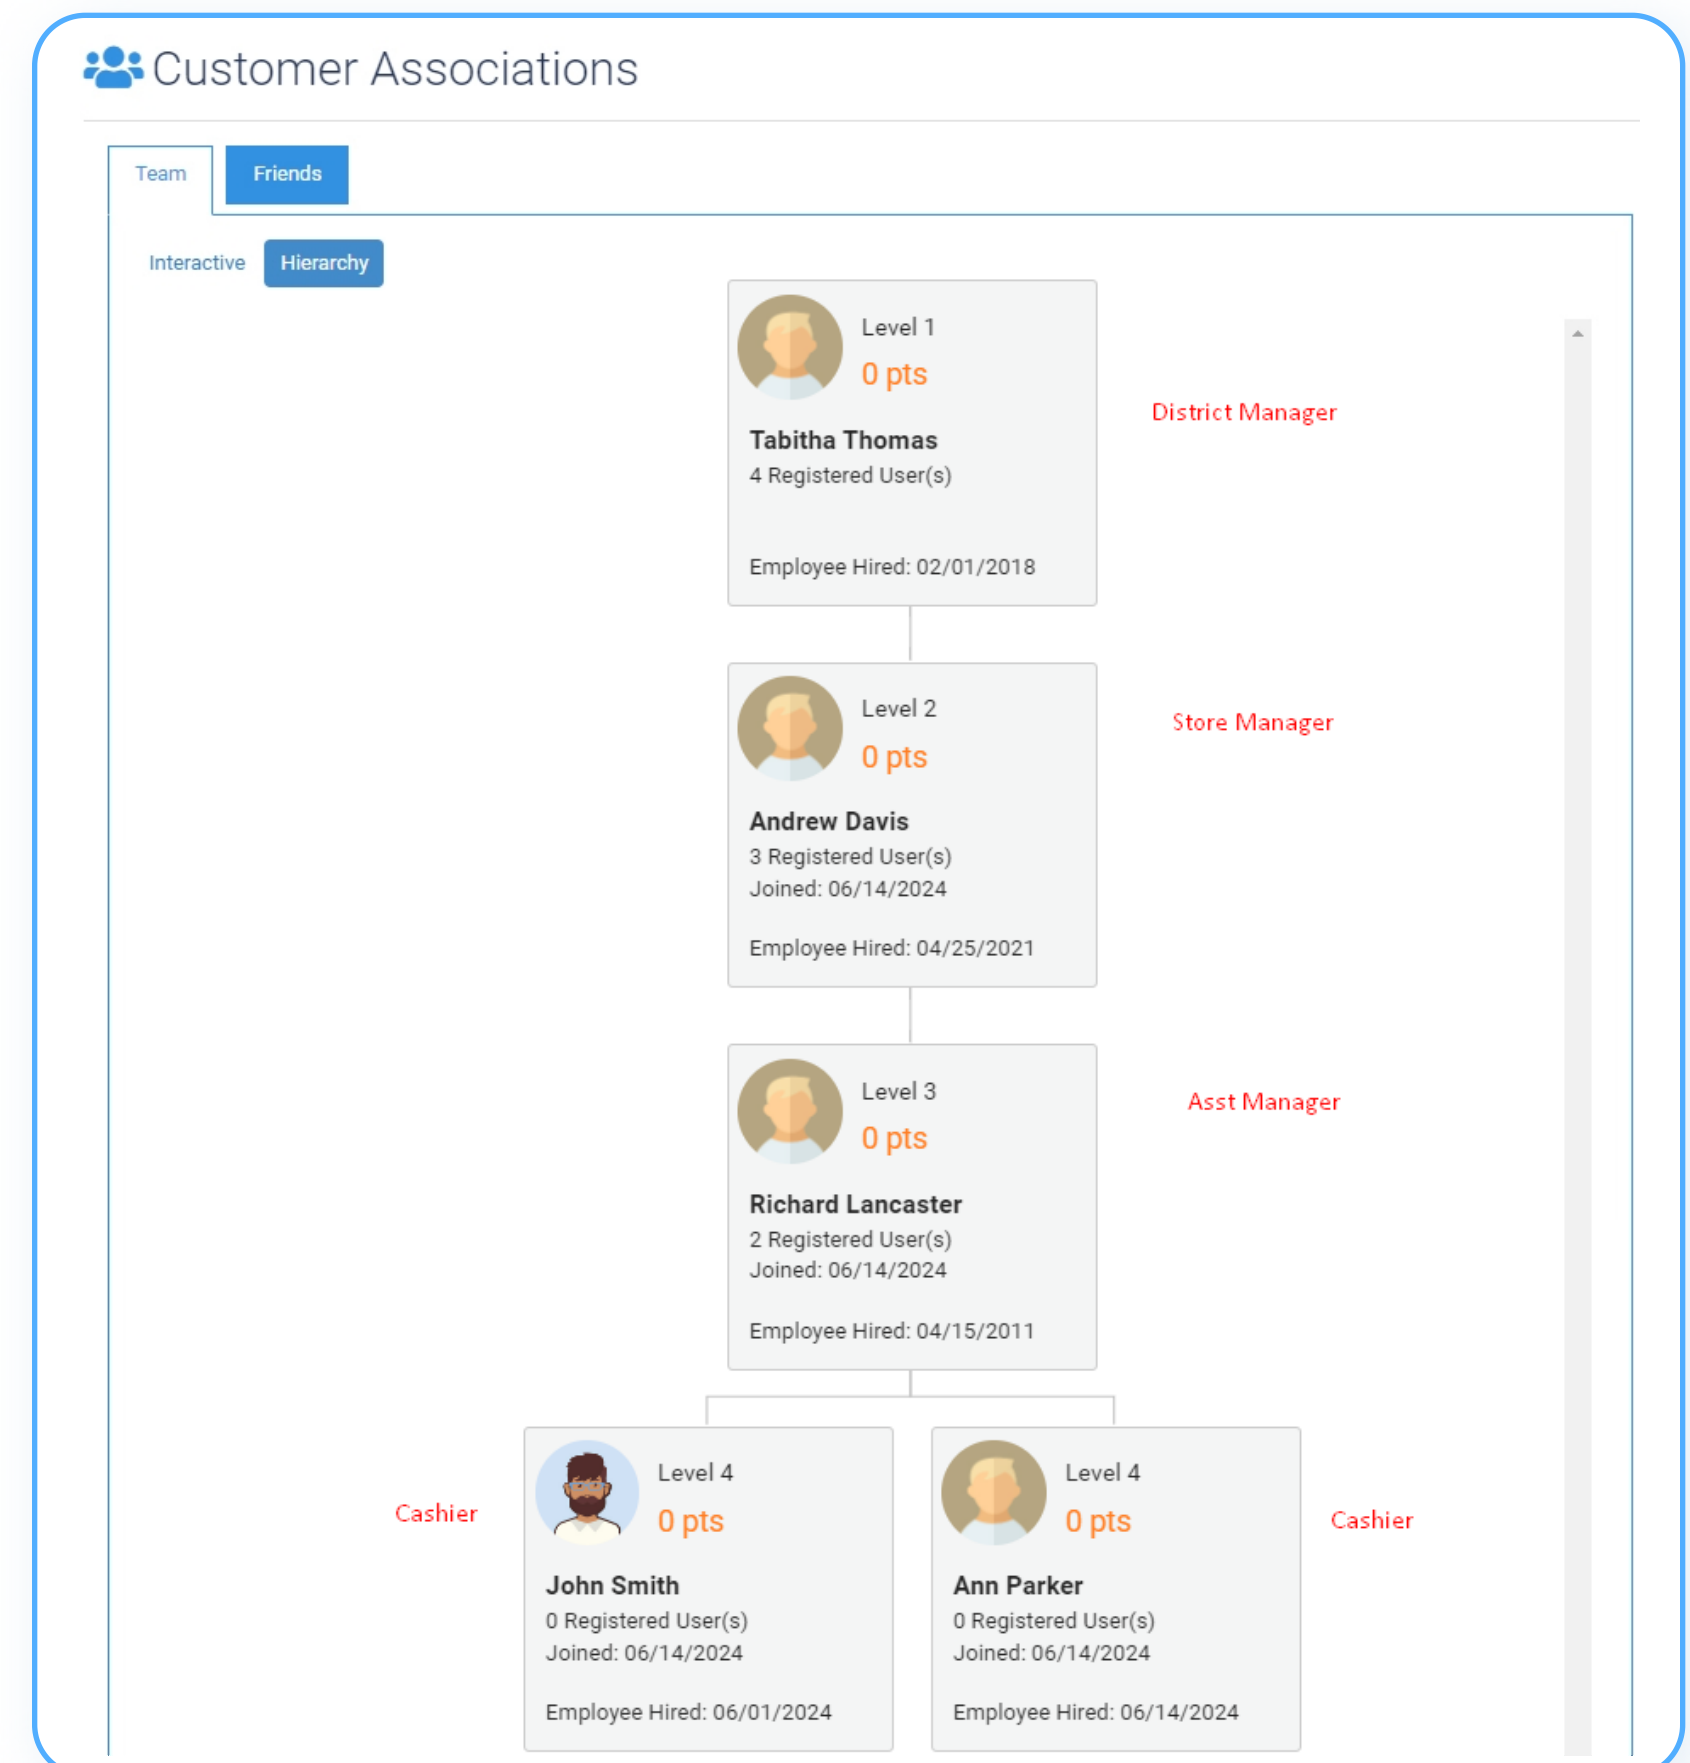 Customer Associations
Team
Friends
Interactive
Hierarchy
Level 1
0 pts
District Manager
Tabitha Thomas
4 Registered User(s)
Employee Hired: 02/01/2018
Level 2
0 pts
Store Manager
Andrew Davis
3 Registered User(s)
Joined: 06/14/2024
Employee Hired: 04/25/2021
Level 3
0 pts
Asst Manager
Richard Lancaster
2 Registered User(s)
Joined: 06/14/2024
Employee Hired: 04/15/2011
Cashier
Level 4
0 pts
John Smith
0 Registered User(s)
Joined: 06/14/2024
Employee Hired: 06/01/2024
Level 4
0 pts
Cashier
Ann Parker
0 Registered User(s)
Joined: 06/14/2024
Employee Hired: 06/14/2024